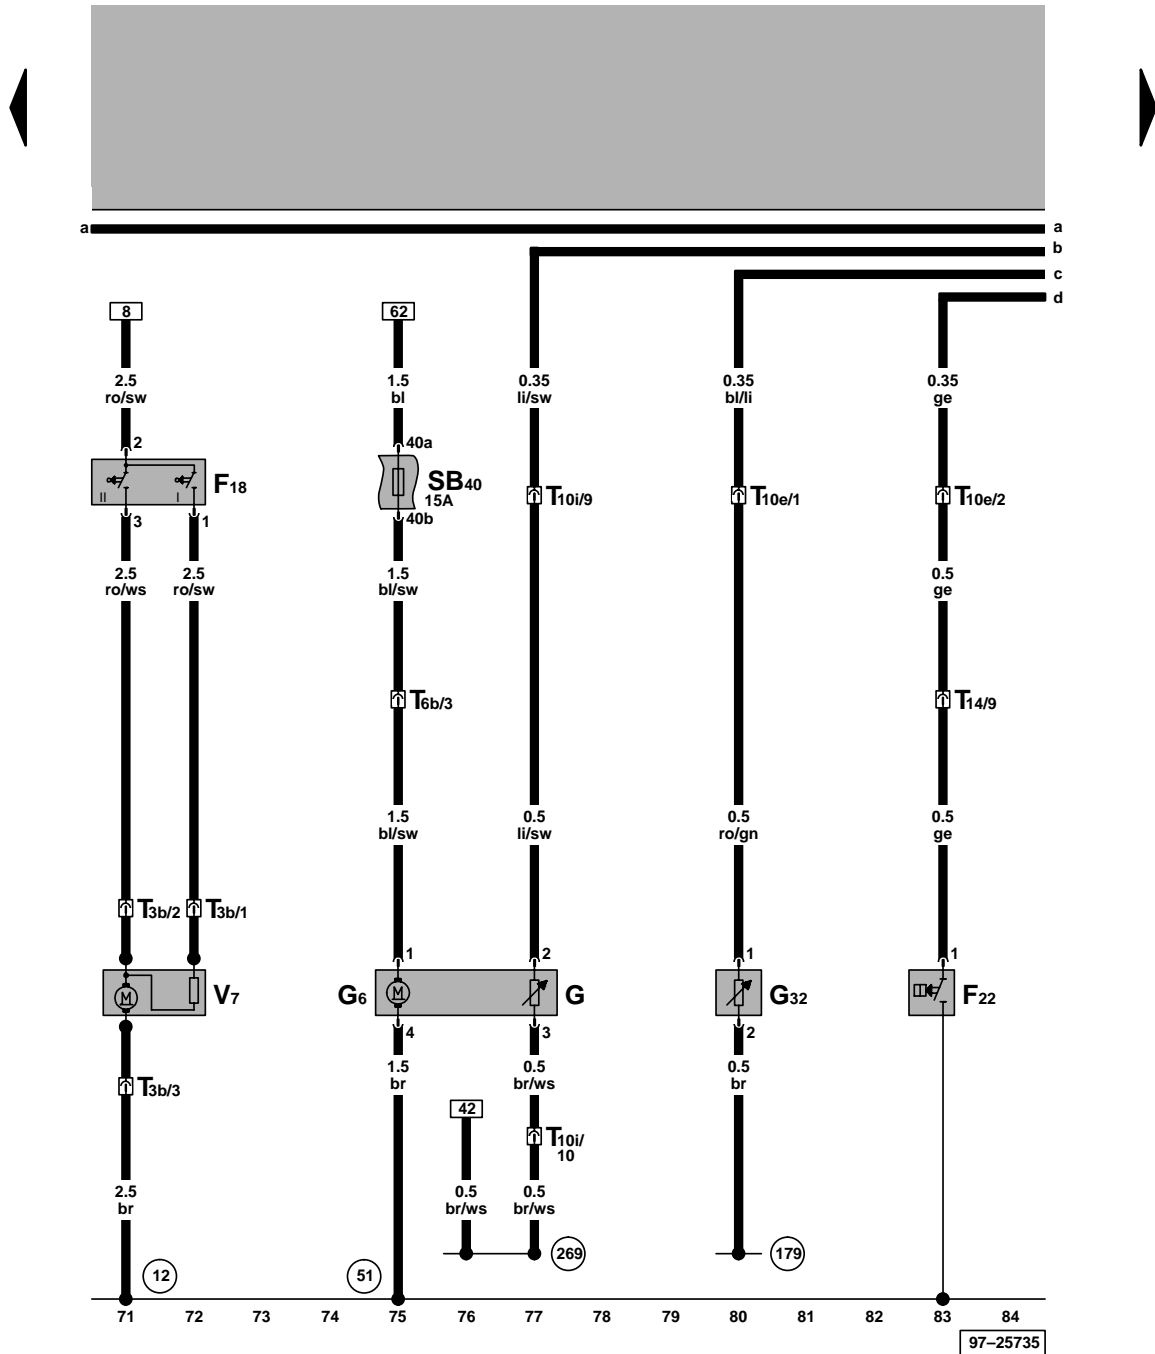 a a
b
c
d
8 62
2.5 1.5 0.35 0.35 0.35
ro/sw bl li/sw bl/li ge
2 40a
II I F18 SB40 T10i/9 T10e/1 T10e/2
15A
3 1 40b
2.5 2.5 1.5 0.5
ro/ws ro/sw bl/sw ge
T6b/3 T14/9
1.5 0.5 0.5 0.5
bl/sw li/sw ro/gn ge
T3b/2 T3b/1
1 2 1 1
M V7 G6 M G G32 F22
4 3 2
1.5 0.5 0.5
br br/ws br
T3b/3
42
T10i/
10
2.5 0.5 0.5
br br/ws br/ws
269 179
12 51
71 72 73 74 75 76 77 78 79 80 81 82 83 84
97–25735